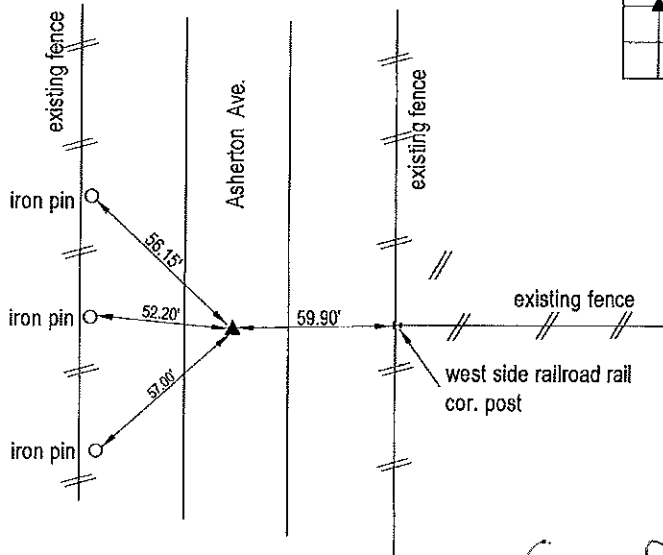 existing fence
Asherton Ave.
existing fence
iron pin
56.15'
iron pin
52.20'
59.90'
existing fence
57.00'
west side railroad rail
cor. post
iron pin